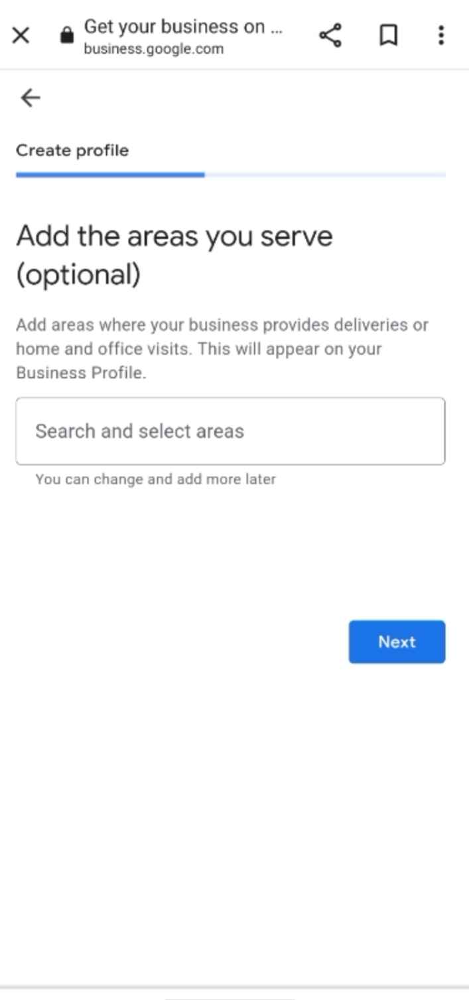 Get your business on ...
business.google.com
Create profile
Add the areas you serve
(optional)
Add areas where your business provides deliveries or
home and office visits. This will appear on your
Business Profile.
Search and select areas
You can change and add more later
Next